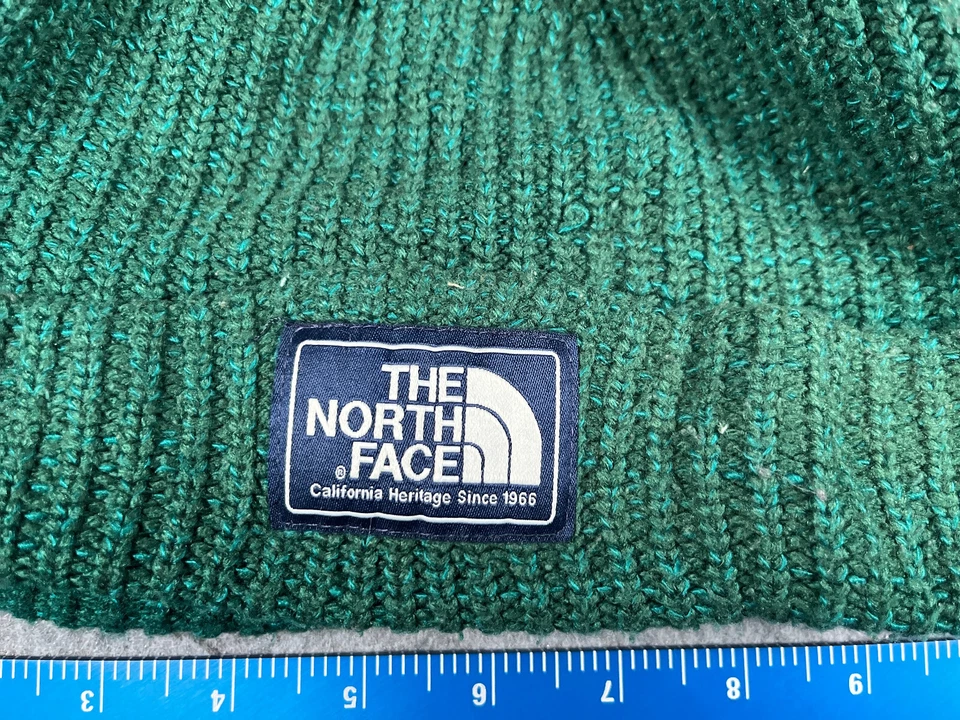 THE
NORTH
FACE
®
California Heritage Since 1966
3 4 5 6 7 8 9